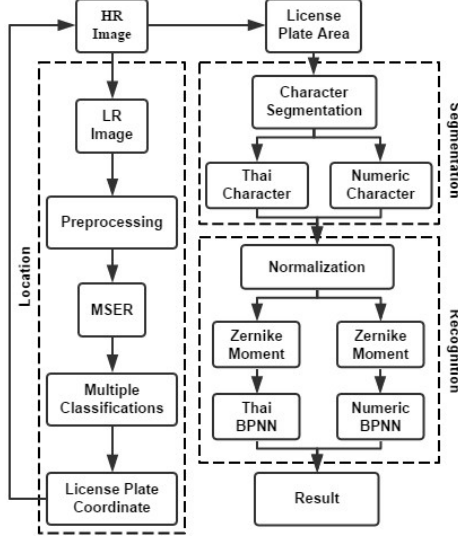 HR
Image
License
Plate Area
LR
Image
Preprocessing
MSER
Multiple
Classifications
License Plate
Coordinate
Location
Character
Segmentation
Thai
Character
Numeric
Character
Segmentation
Normalization
Zernike
Moment
Zernike
Moment
Thai
BPNN
Numeric
BPNN
Recognition
Result